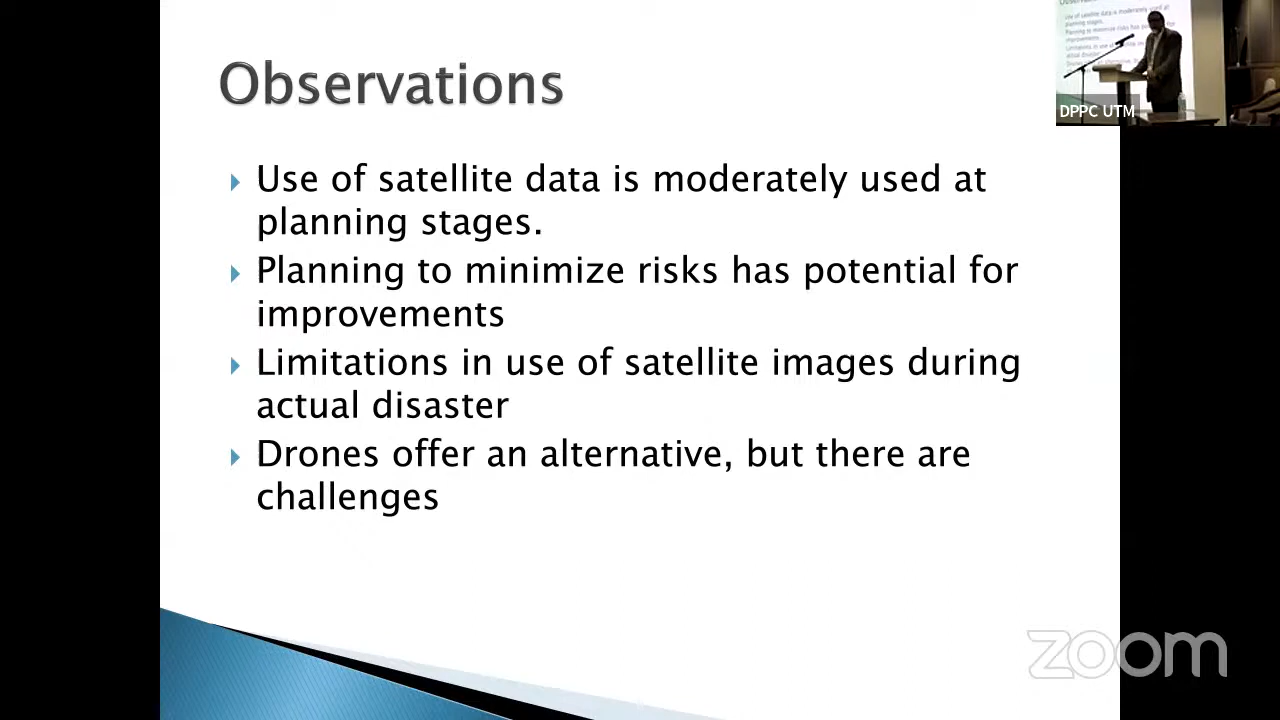 Observations
Use of satellite data is moderately used at
planning stages.
Planning to minimize risks has potential for
improvements
Limitations in use of satellite images during
actual disaster
Drones offer an alternative, but there are
challenges
DPPC UTM
zoom